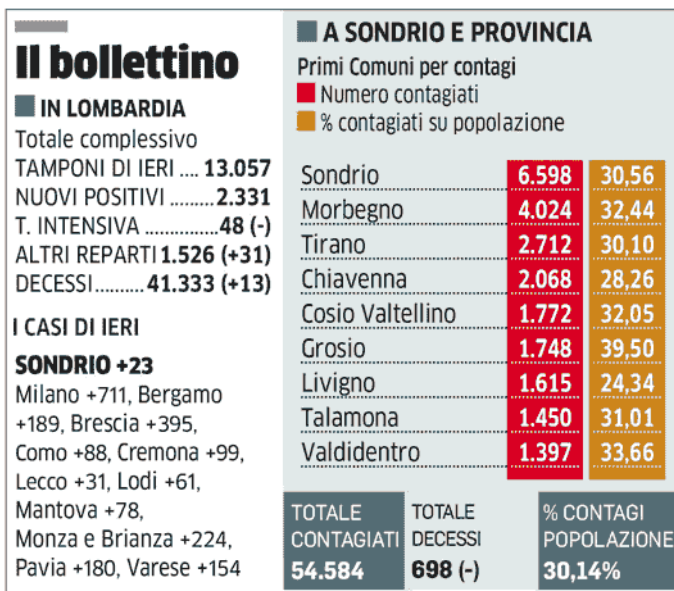 Il bollettino
IN LOMBARDIA
Totale complessivo
TAMPONI DI IERI .... 13.057
NUOVI POSITIVI ......... 2.331
T. INTENSIVA ............... 48 (-)
ALTRI REPARTI 1.526 (+31)
DECESSI.......... 41.333 (+13)
I CASI DI IERI
SONDRIO +23
Milano +711, Bergamo
+189, Brescia +395,
Como +88, Cremona +99,
Lecco +31, Lodi +61,
Mantova +78,
Monza e Brianza +224,
Pavia +180, Varese +154
A SONDRIO E PROVINCIA
Primi Comuni per contagi
Numero contagiati
% contagiati su popolazione
Sondrio 6.598 30,56
Morbegno 4.024 32,44
Tirano 2.712 30,10
Chiavenna 2.068 28,26
Cosio Valtellino 1.772 32,05
Grosio 1.748 39,50
Livigno 1.615 24,34
Talamona 1.450 31,01
Valdidentro 1.397 33,66
TOTALE
CONTAGIATI
54.584
TOTALE
DECESSI
698 (-)
% CONTAGI
POPOLAZIONE
30,14%